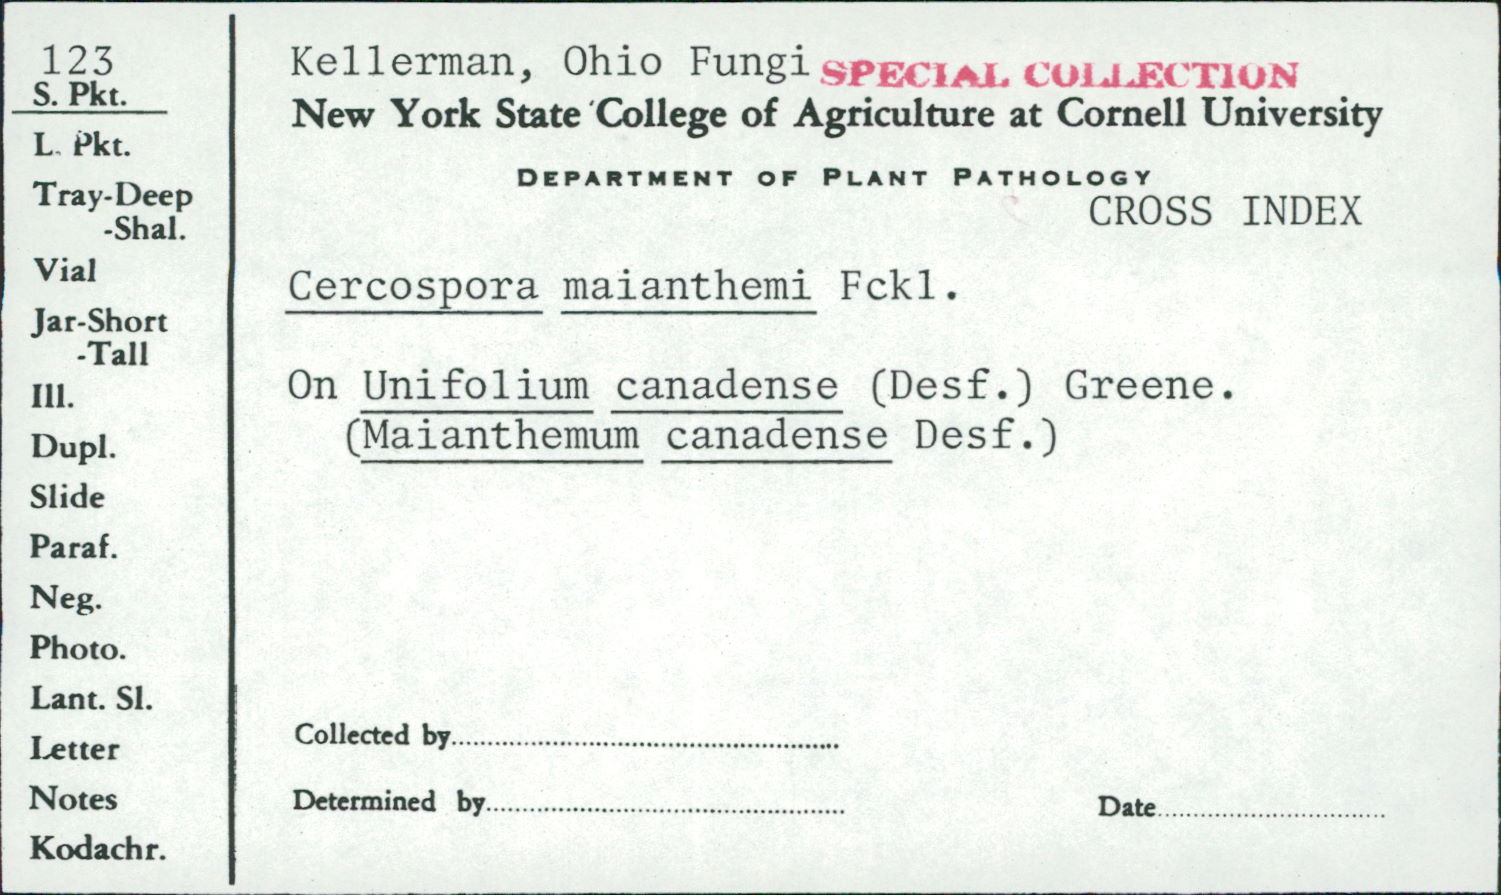 123
S. Pkt.
L. Pkt.
Tray-Deep
-Shal.
Vial
Jar-Short
-Tall
Ill.
Dupl.
Slide
Paraf.
Neg.
Photo.
Lant. Sl.
Letter
Notes
Kodachr.
Kellerman, Ohio Fungi SPECIAL COLLECTION
New York State College of Agriculture at Cornell University
DEPARTMENT OF PLANT PATHOLOGY
CROSS INDEX
Cercospora maianthemi Fckl.
On Unifolium canadense (Desf.) Greene.
(Maianthemum canadense Desf.)
Collected by
Determined by
Date